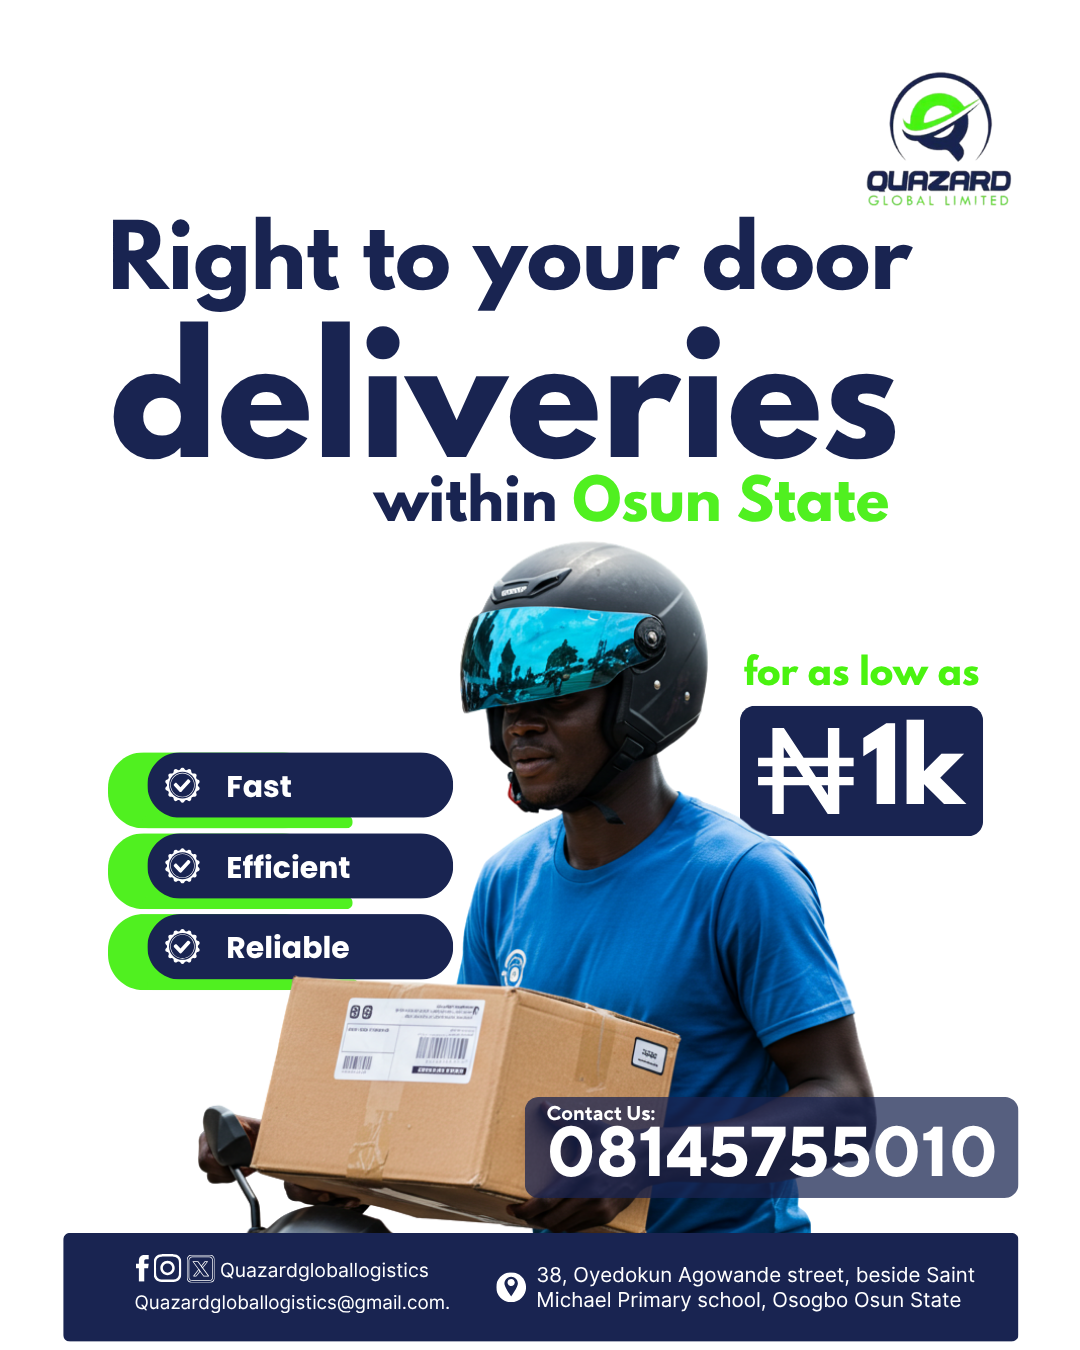 QUAZARD
GLOBAL LIMITED
Right to your door
deliveries
within Osun State
for as low as
₦1k
Fast
Efficient
Reliable
Contact Us:
08145755010
Quazardgloballogistics
Quazardgloballogistics@gmail.com.
38, Oyedokun Agowande street, beside Saint
Michael Primary school, Osogbo Osun State